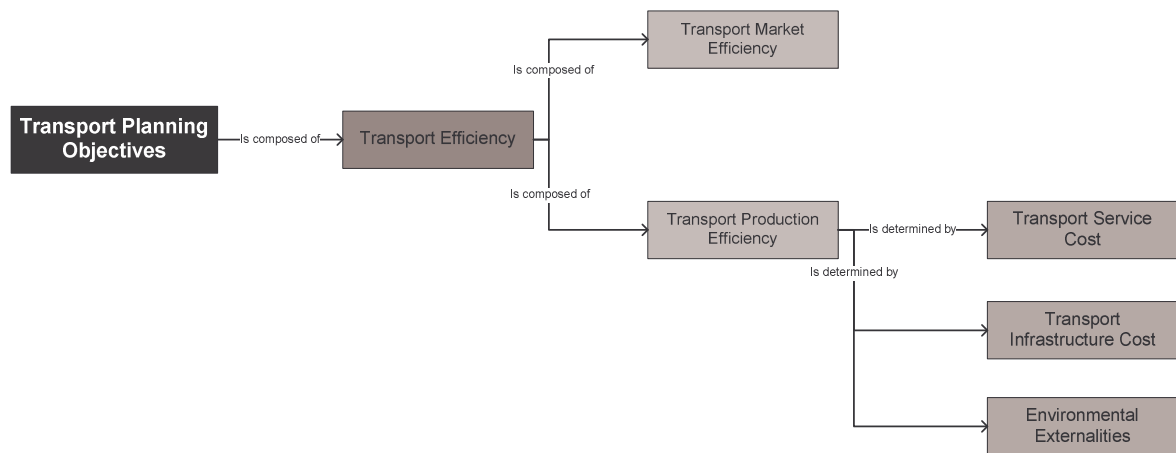 Transport Market
Efficiency
Is composed of
Transport Planning
Objectives
Is composed of
Transport Efficiency
Is composed of
Transport Production
Efficiency
Is determined by
Transport Service
Cost
Is determined by
Transport
Infrastructure Cost
Environmental
Externalities